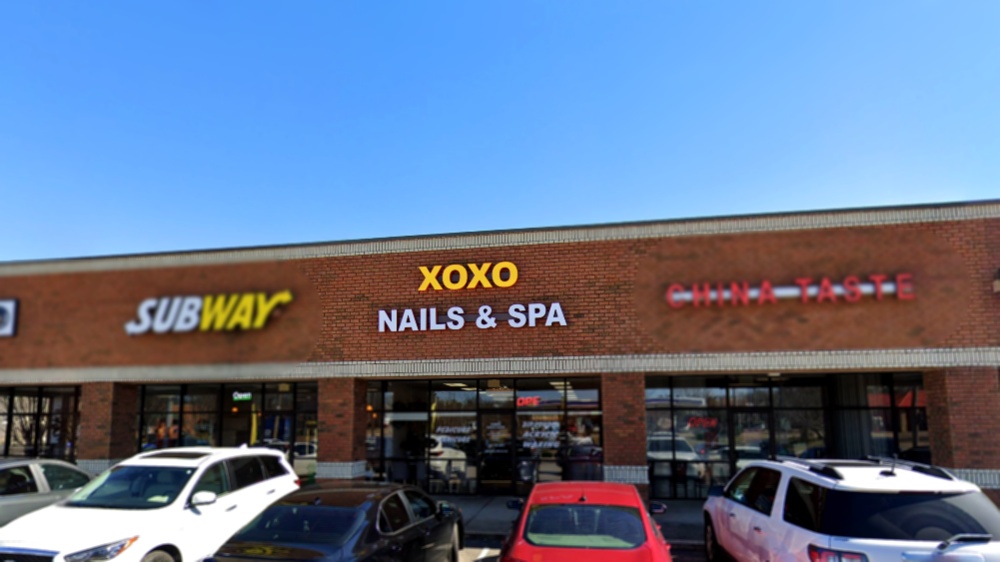 SUBWAY
XOXO
NAILS & SPA
CHINA TASTE
Open
OPEN